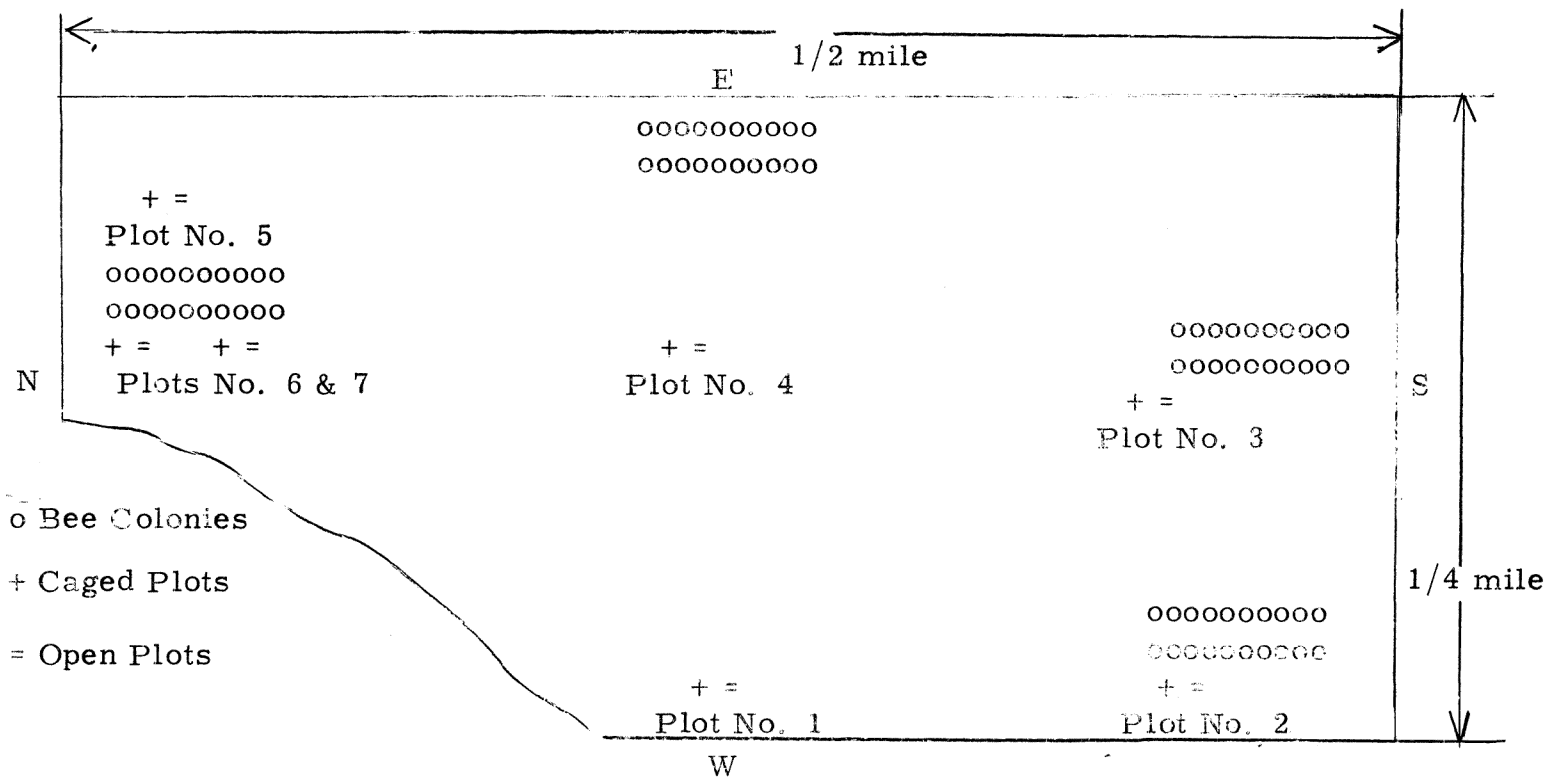 1/2 mile
E
oooooooooo
oooooooooo
+ =
Plot No. 5
oooooooooo
oooooooooo
+ = + =
Plots No. 6 & 7
N
+ =
Plot No. 4
oooooooooo
oooooooooo
+ =
Plot No. 3
S
o Bee Colonies
+ Caged Plots
= Open Plots
1/4 mile
oooooooooo
oooooooooo
+ =
Plot No. 1
+ =
Plot No. 2
W